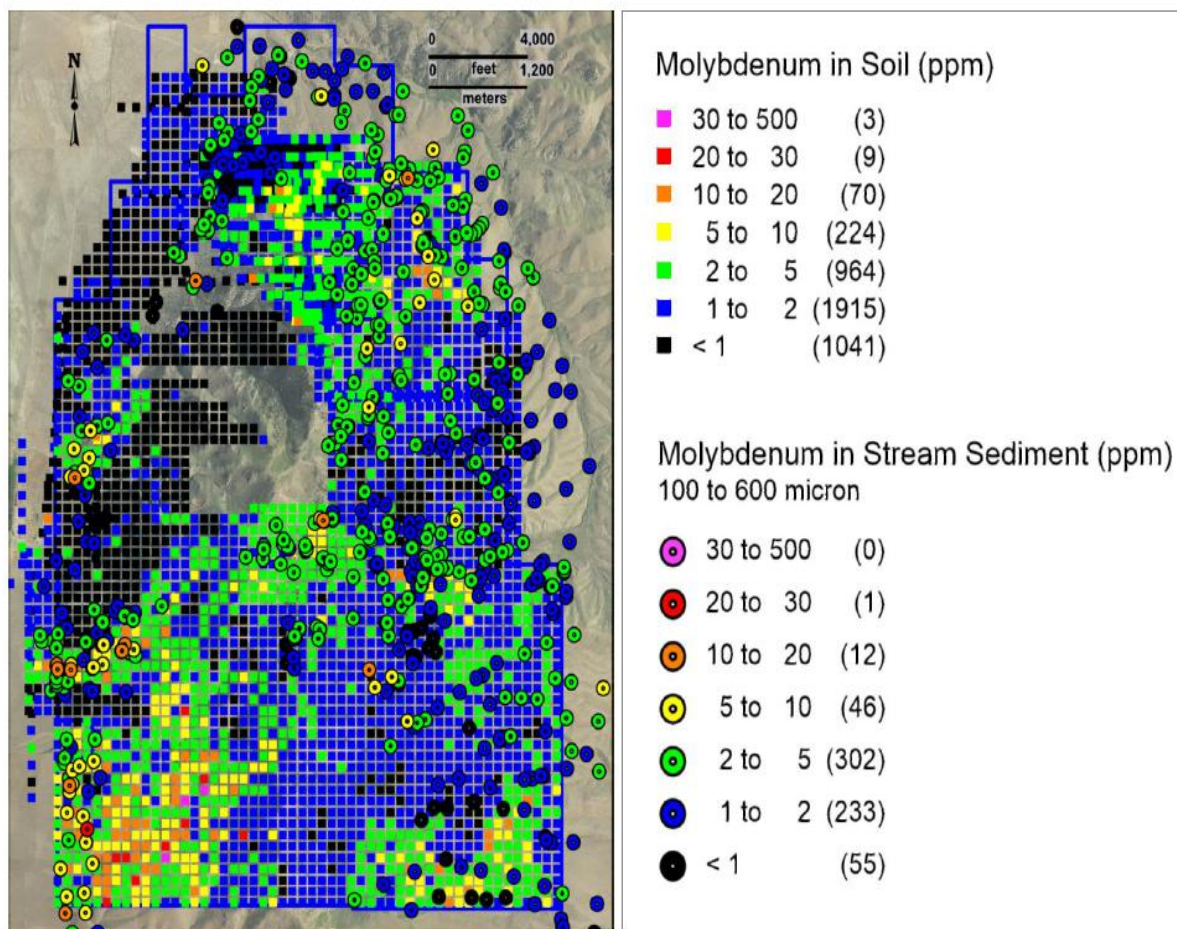 N
0 4,000
feet
0 1,200
meters
Molybdenum in Soil (ppm)
30 to 500 (3)
20 to 30 (9)
10 to 20 (70)
5 to 10 (224)
2 to 5 (964)
1 to 2 (1915)
< 1 (1041)
Molybdenum in Stream Sediment (ppm)
100 to 600 micron
30 to 500 (0)
20 to 30 (1)
10 to 20 (12)
5 to 10 (46)
2 to 5 (302)
1 to 2 (233)
< 1 (55)